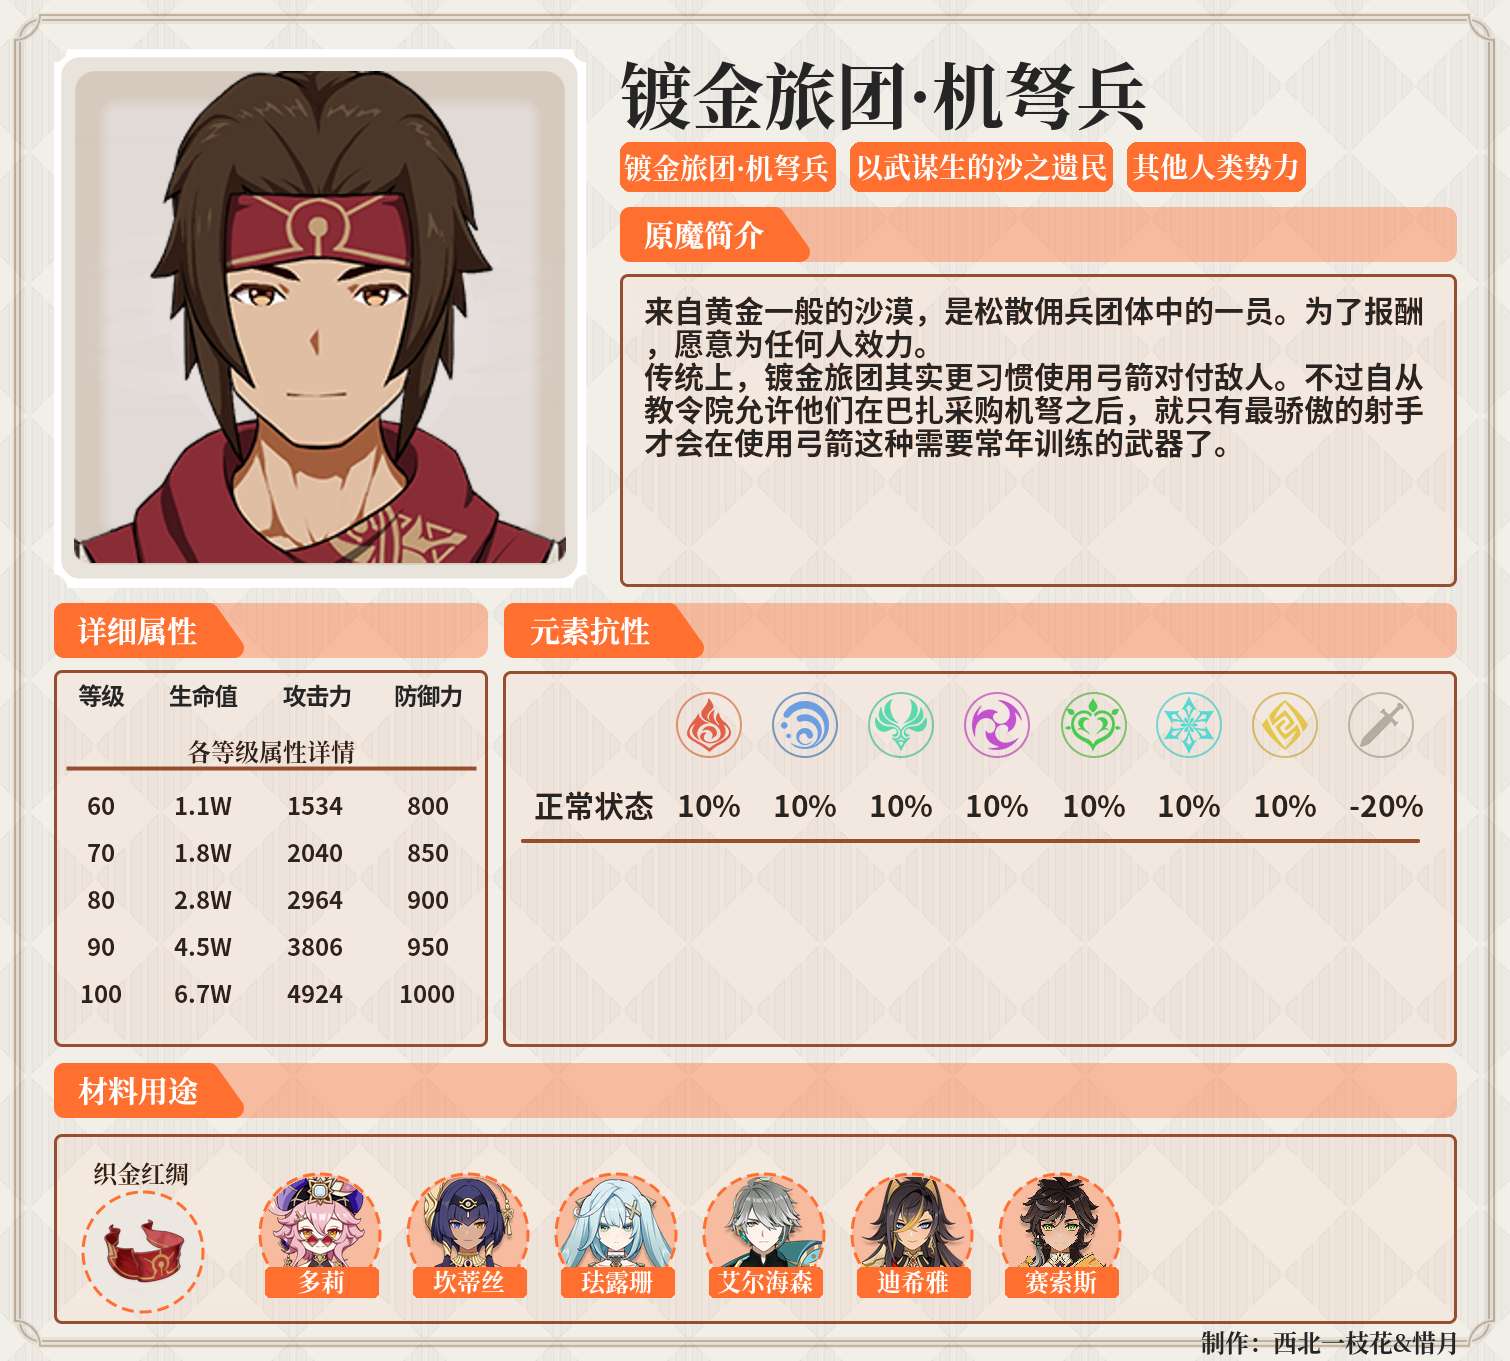 镀金旅团·机弩兵
镀金旅团·机弩兵 以武谋生的沙之遗民 其他人类势力
原魔简介
来自黄金一般的沙漠，是松散佣兵团体中的一员。为了报酬
，愿意为任何人效力。
传统上，镀金旅团其实更习惯使用弓箭对付敌人。不过自从
教令院允许他们在巴扎采购机弩之后，就只有最骄傲的射手
才会在使用弓箭这种需要常年训练的武器了。
详细属性
等级 生命值 攻击力 防御力
各等级属性详情
60 1.1W 1534 800
70 1.8W 2040 850
80 2.8W 2964 900
90 4.5W 3806 950
100 6.7W 4924 1000
元素抗性
正常状态 10% 10% 10% 10% 10% 10% 10% -20%
材料用途
织金红绸
多莉 坎蒂丝 珐露珊 艾尔海森 迪希雅 赛索斯
制作：西北一枝花&惜月